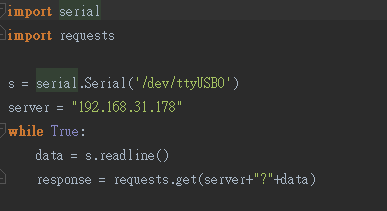 import serial
import requests
s = serial.Serial('/dev/ttyUSB0')
server = "192.168.31.178"
while True:
    data = s.readline()
    response = requests.get(server+"?"+data)